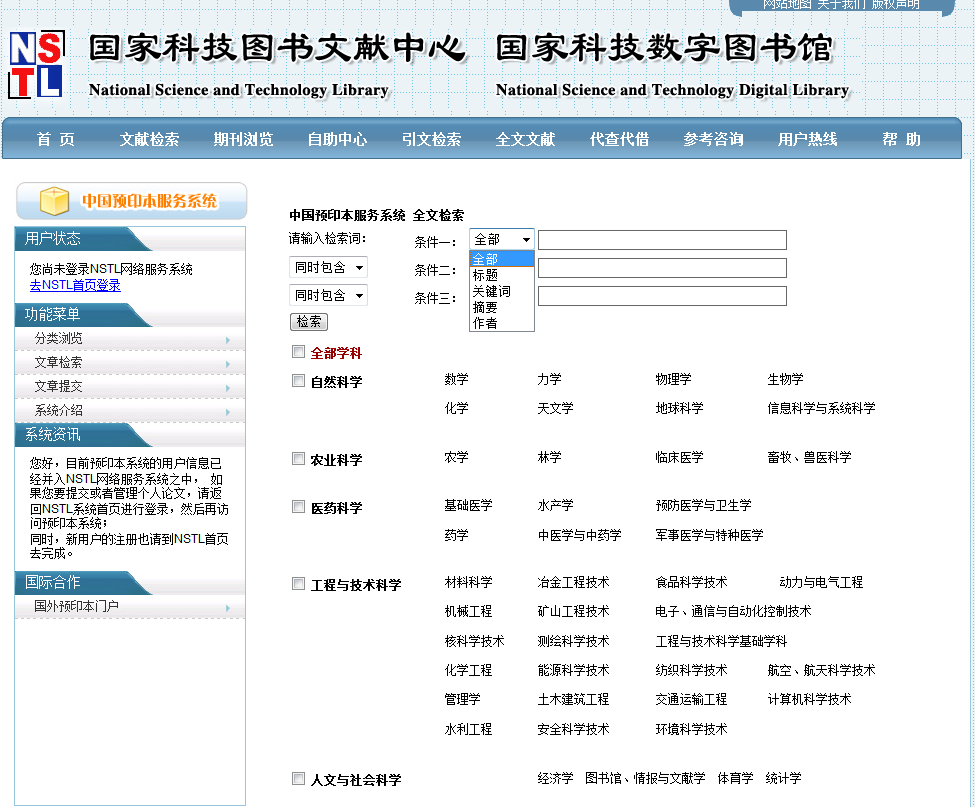 网站地图 关于我们 版权声明
NSTL
国家科技图书文献中心 国家科技数字图书馆
National Science and Technology Library National Science and Technology Digital Library
首 页 文献检索 期刊浏览 自助中心 引文检索 全文文献 代查代借 参考咨询 用户热线 帮 助
中国预印本服务系统
用户状态
您尚未登录NSTL网络服务系统
去NSTL首页登录
功能菜单
分类浏览
文章检索
文章提交
系统介绍
系统资讯
您好，目前预印本系统的用户信息已
经并入NSTL网络服务系统之中， 如
果您要提交或者管理个人论文，请返
回NSTL系统首页进行登录，然后再访
问预印本系统；
同时，新用户的注册也请到NSTL首页
去完成。
国际合作
国外预印本门户
中国预印本服务系统 全文检索
请输入检索词： 条件一： 全部
同时包含 条件二：
同时包含 条件三：
全部
标题
关键词
摘要
作者
检索
全部学科
自然科学 数学 力学 物理学 生物学
化学 天文学 地球科学 信息科学与系统科学
农业科学 农学 林学 临床医学 畜牧、兽医科学
医药科学 基础医学 水产学 预防医学与卫生学
药学 中医学与中药学 军事医学与特种医学
工程与技术科学 材料科学 冶金工程技术 食品科学技术 动力与电气工程
机械工程 矿山工程技术 电子、通信与自动化控制技术
核科学技术 测绘科学技术 工程与技术科学基础学科
化学工程 能源科学技术 纺织科学技术 航空、航天科学技术
管理学 土木建筑工程 交通运输工程 计算机科学技术
水利工程 安全科学技术 环境科学技术
人文与社会科学 经济学 图书馆、情报与文献学 体育学 统计学